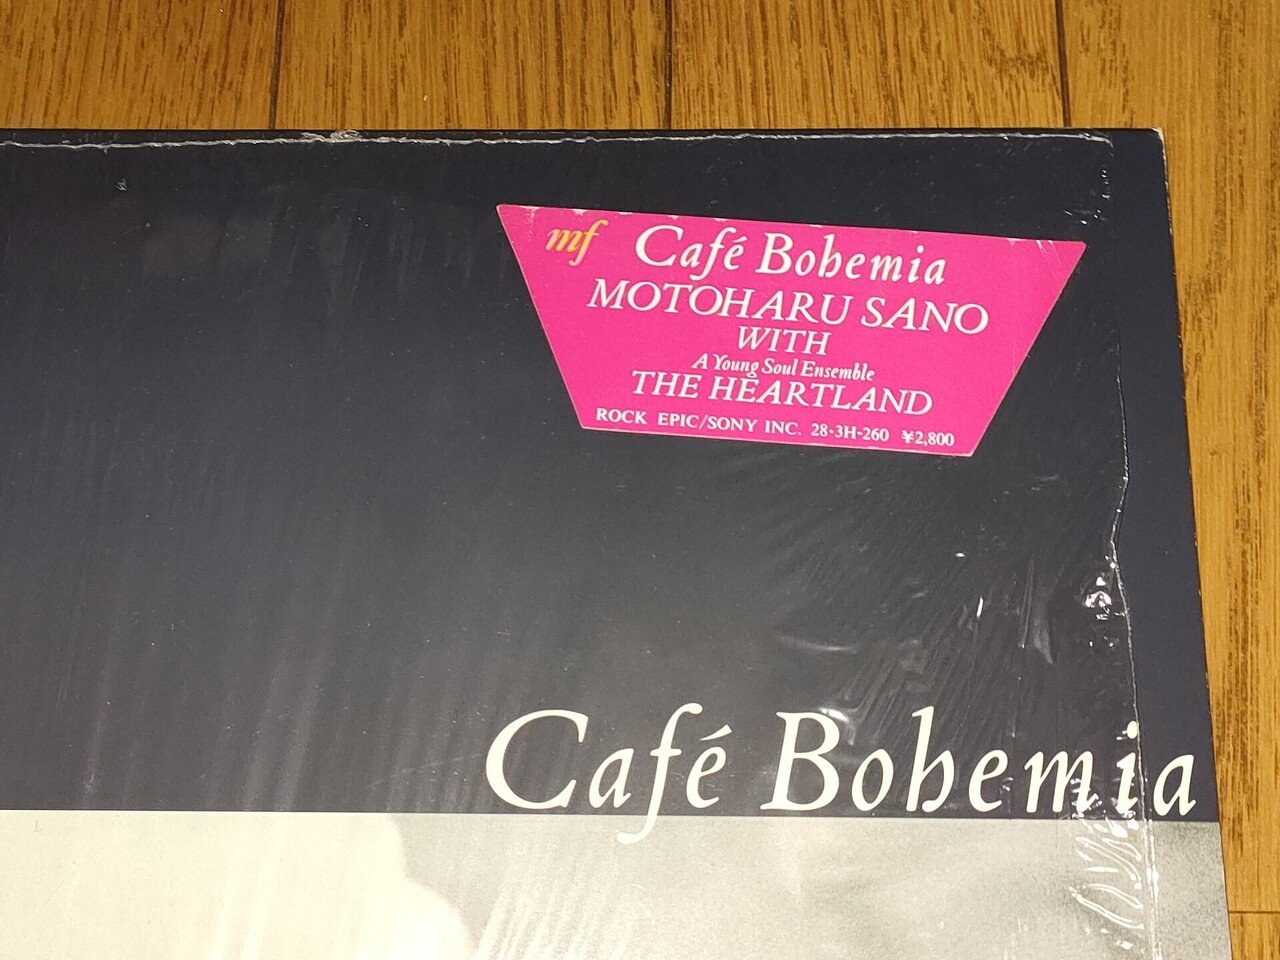 mf Café Bohemia
MOTOHARU SANO
WITH
A Young Soul Ensemble
THE HEARTLAND
ROCK EPIC/SONY INC. 28·3H-260 ¥2,800
Café Bohemia